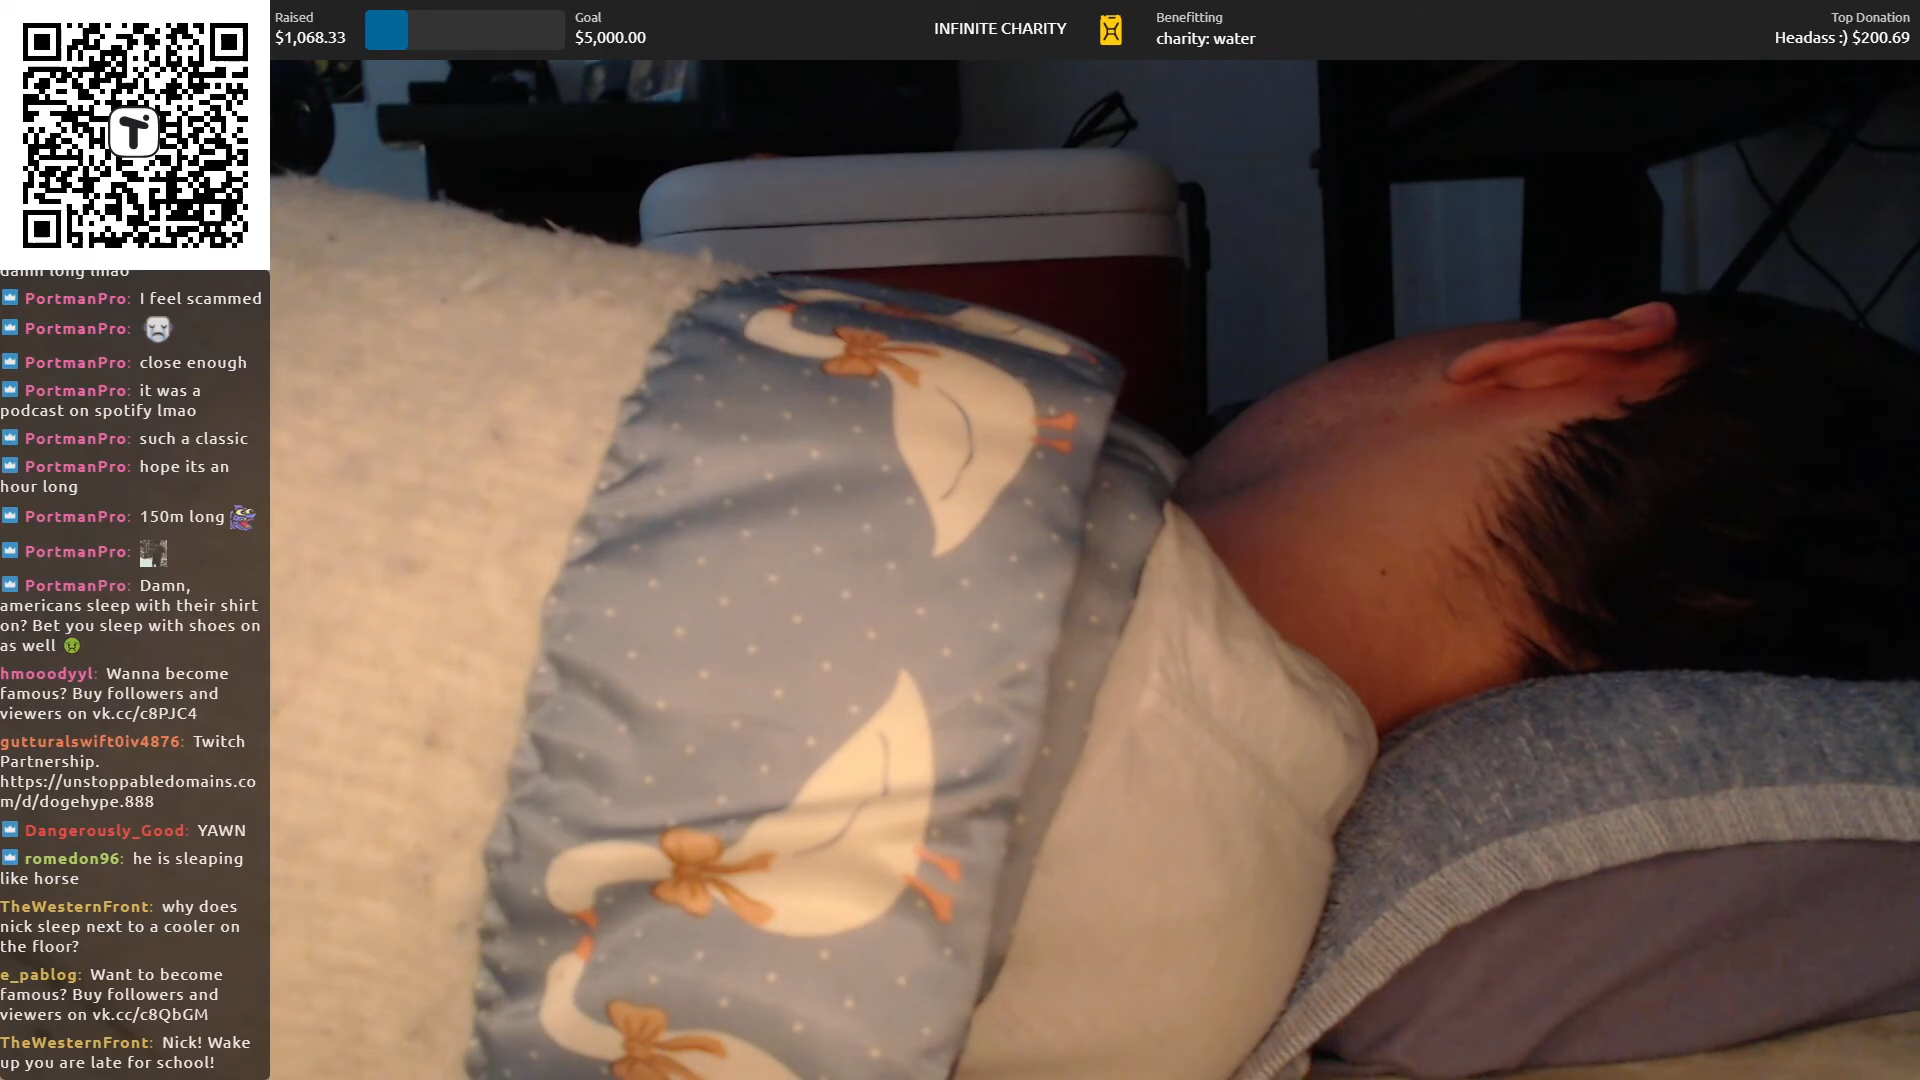 Raised
$1,068.33
Goal
$5,000.00
INFINITE CHARITY
Benefitting
charity: water
Top Donation
Headass :) $200.69
damn long lmao
PortmanPro: I feel scammed
PortmanPro:
PortmanPro: close enough
PortmanPro: it was a
podcast on spotify lmao
PortmanPro: such a classic
PortmanPro: hope its an
hour long
PortmanPro: 150m long
PortmanPro:
PortmanPro: Damn,
americans sleep with their shirt
on? Bet you sleep with shoes on
as well
hmooodyyl: Wanna become
famous? Buy followers and
viewers on vk.cc/c8PJC4
gutturalswift0iv4876: Twitch
Partnership.
https://unstoppabledomains.co
m/d/dogehype.888
Dangerously_Good: YAWN
romedon96: he is sleaping
like horse
TheWesternFront: why does
nick sleep next to a cooler on
the floor?
e_pablog: Want to become
famous? Buy followers and
viewers on vk.cc/c8QbGM
TheWesternFront: Nick! Wake
up you are late for school!